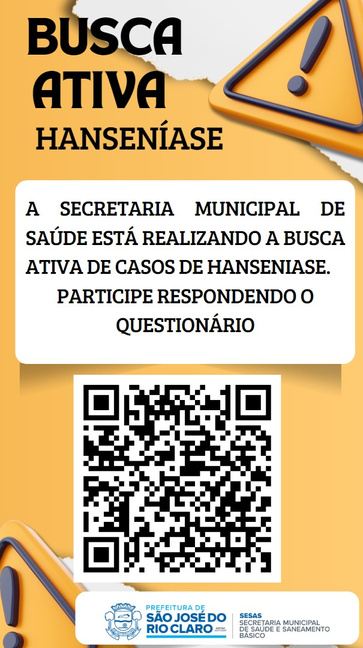 BUSCA
ATIVA
HANSENÍASE
A SECRETARIA MUNICIPAL DE
SAÚDE ESTÁ REALIZANDO A BUSCA
ATIVA DE CASOS DE HANSENIASE.
PARTICIPE RESPONDENDO O
QUESTIONÁRIO
PREFEITURA DE
SÃO JOSÉ DO
RIO CLARO
SESAS
SECRETARIA MUNICIPAL
DE SAÚDE E SANEAMENTO
BÁSICO